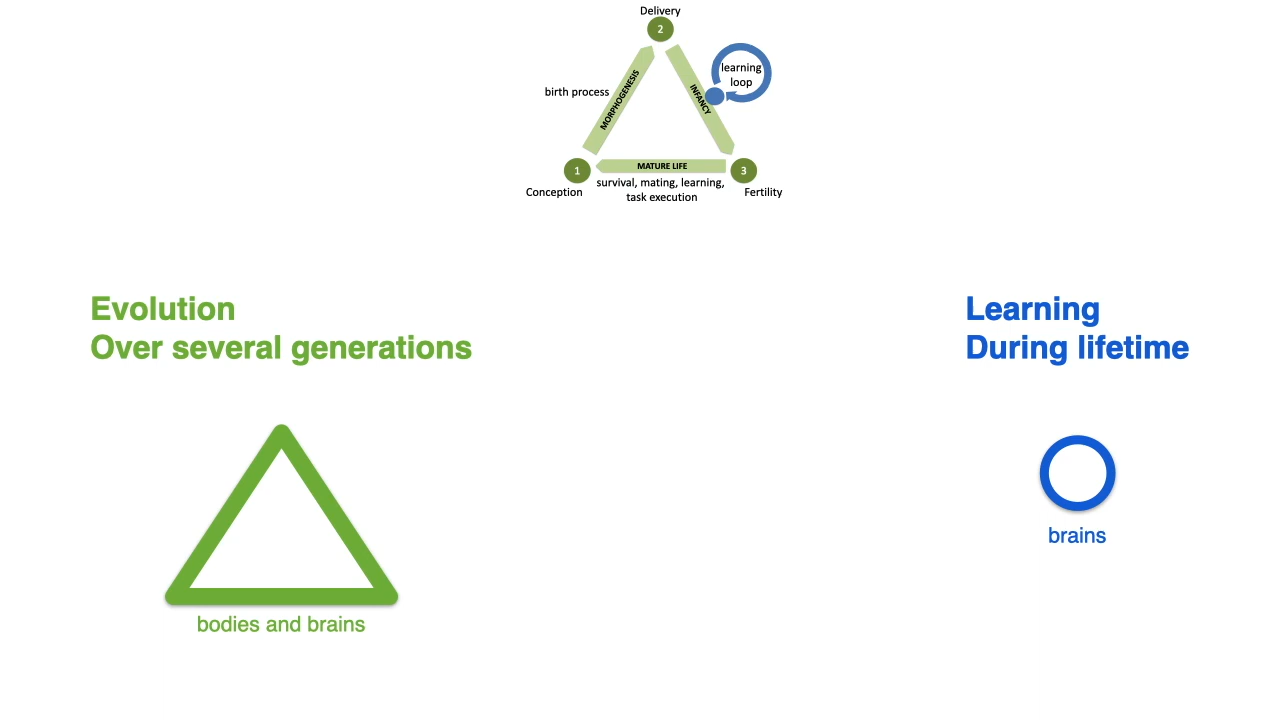 Delivery
2
learning
loop
birth process
MORPHOGENESIS
INFANCY
1
MATURE LIFE
3
Conception
survival, mating, learning,
task execution
Fertility
Evolution
Over several generations
Learning
During lifetime
bodies and brains
brains